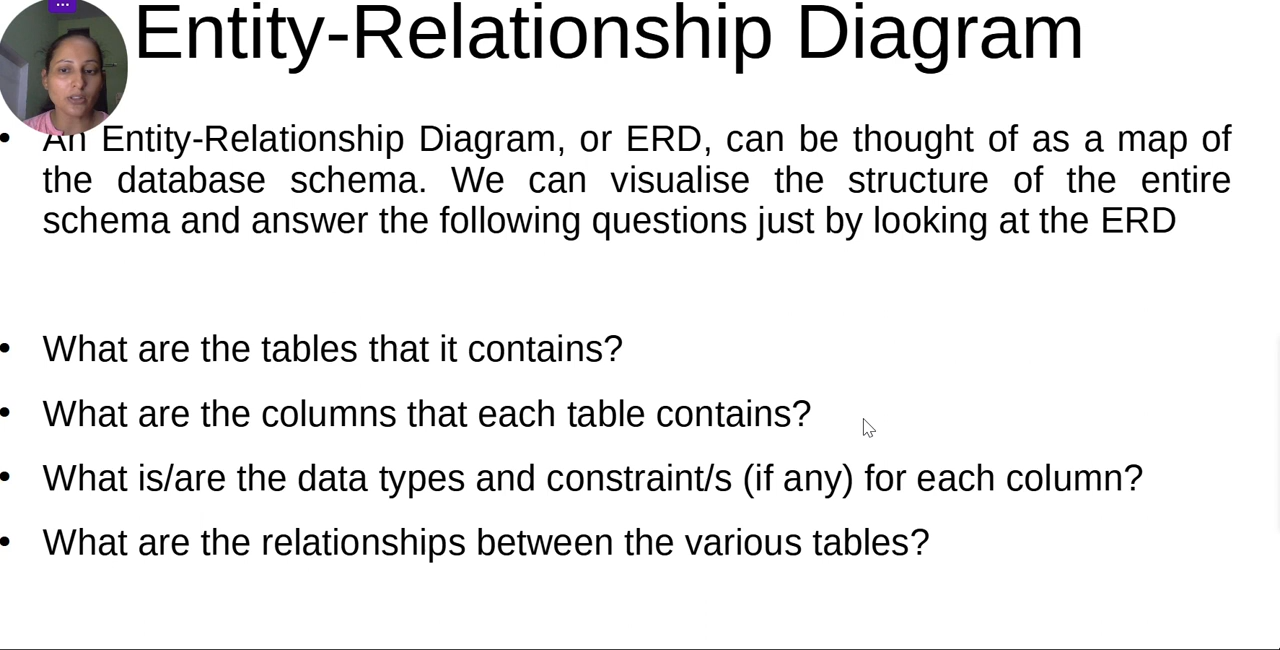 Entity-Relationship Diagram
• An Entity-Relationship Diagram, or ERD, can be thought of as a map of
the database schema. We can visualise the structure of the entire
schema and answer the following questions just by looking at the ERD
• What are the tables that it contains?
• What are the columns that each table contains?
• What is/are the data types and constraint/s (if any) for each column?
• What are the relationships between the various tables?